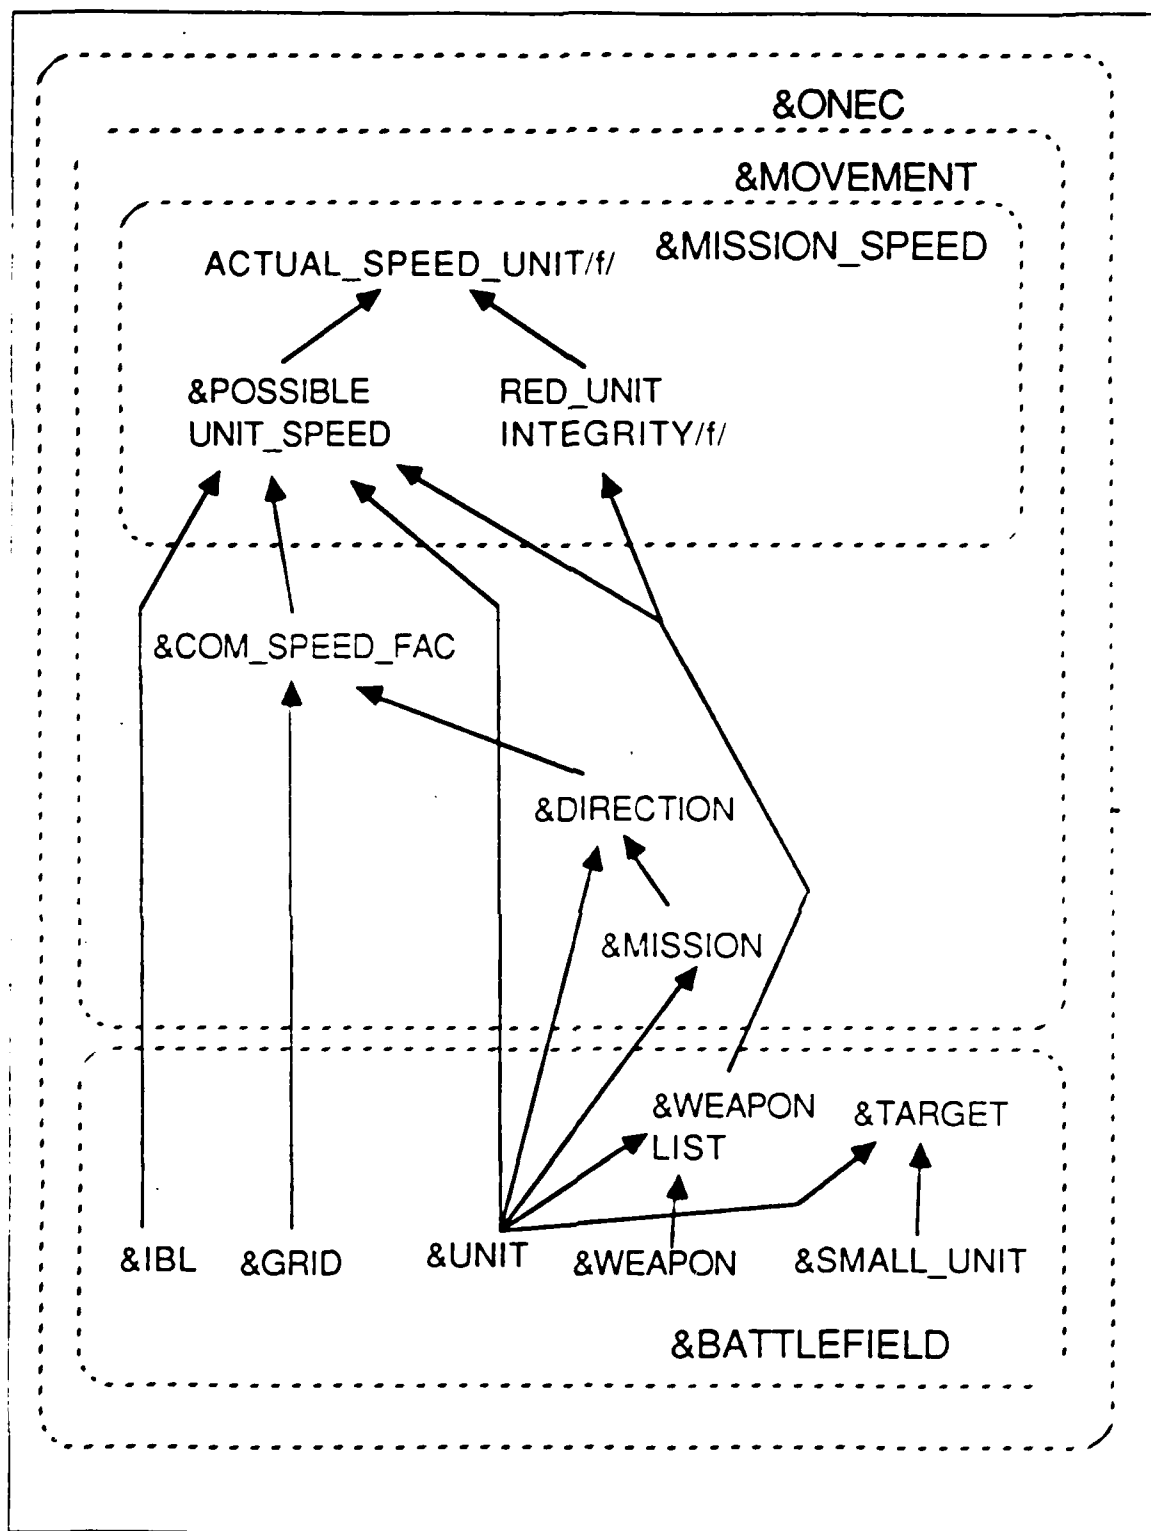 &ONEC
&MOVEMENT
&MISSION_SPEED
ACTUAL_SPEED_UNIT/f/
&POSSIBLE
UNIT_SPEED
RED_UNIT
INTEGRITY/f/
&COM_SPEED_FAC
&DIRECTION
&MISSION
&WEAPON
LIST
&TARGET
&IBL
&GRID
&UNIT
&WEAPON
&SMALL_UNIT
&BATTLEFIELD